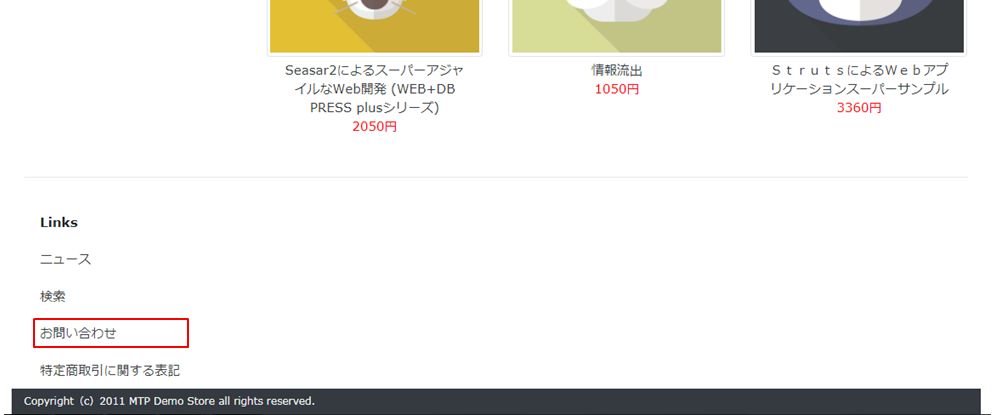 Seasar2によるスーパーアジャ
イルなWeb開発 (WEB+DB
PRESS plusシリーズ)
2050円
情報流出
1050円
ＳｔｒｕｔｓによるＷｅｂアプ
リケーションスーパーサンプル
3360円
Links
ニュース
検索
お問い合わせ
特定商取引に関する表記
Copyright（c）2011 MTP Demo Store all rights reserved.